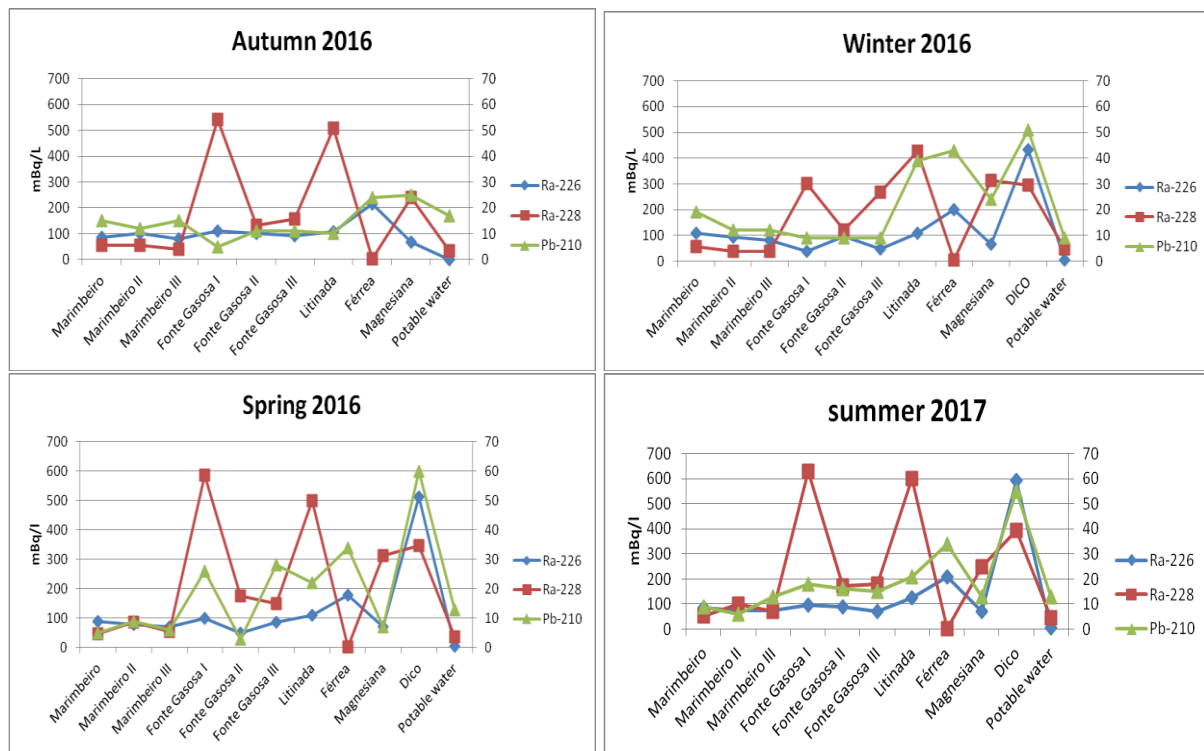 Autumn 2016
700
600
500
400
300
200
100
0
mBq/L
70
60
50
40
30
20
10
0
Ra-226
Ra-228
Pb-210
Marimbeiro
Marimbeiro II
Marimbeiro III
Fonte Gasosa I
Fonte Gasosa II
Fonte Gasosa III
Litinada
Férrea
Magnesiana
Potable water
Winter 2016
700
600
500
400
300
200
100
0
mBq/L
70
60
50
40
30
20
10
0
Ra-226
Ra-228
Pb-210
Marimbeiro
Marimbeiro II
Marimbeiro III
Fonte Gasosa I
Fonte Gasosa II
Fonte Gasosa III
Litinada
Férrea
Magnesiana
DICO
Potable water
Spring 2016
700
600
500
400
300
200
100
0
mBq/l
70
60
50
40
30
20
10
0
Ra-226
Ra-228
Pb-210
Marimbeiro
Marimbeiro II
Marimbeiro III
Fonte Gasosa I
Fonte Gasosa II
Fonte Gasosa III
Litinada
Férrea
Magnesiana
Dico
Potable water
summer 2017
700
600
500
400
300
200
100
0
mBq/l
70
60
50
40
30
20
10
0
Ra-226
Ra-228
Pb-210
Marimbeiro
Marimbeiro II
Marimbeiro III
Fonte Gasosa I
Fonte Gasosa II
Fonte Gasosa III
Litinada
Férrea
Magnesiana
Dico
Potable water